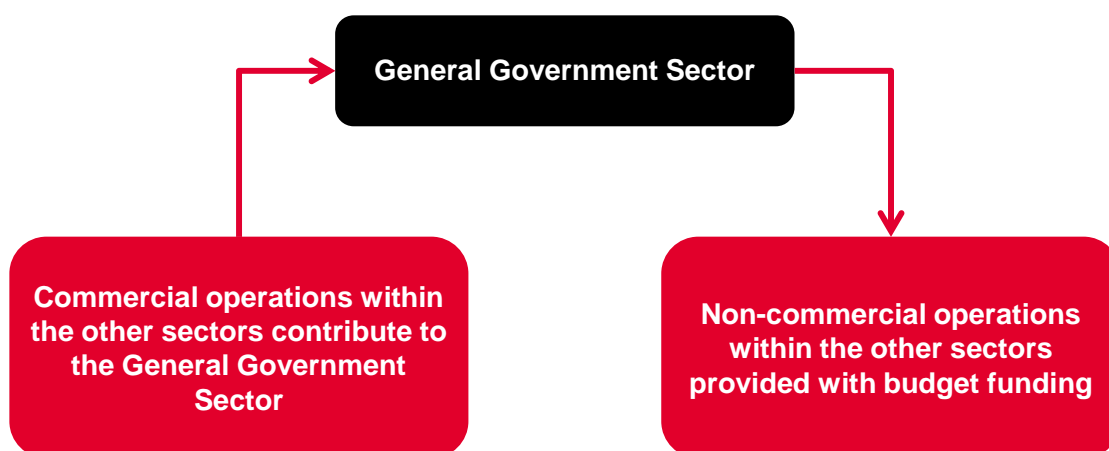 General Government Sector
Commercial operations within
the other sectors contribute to
the General Government
Sector
Non-commercial operations
within the other sectors
provided with budget funding